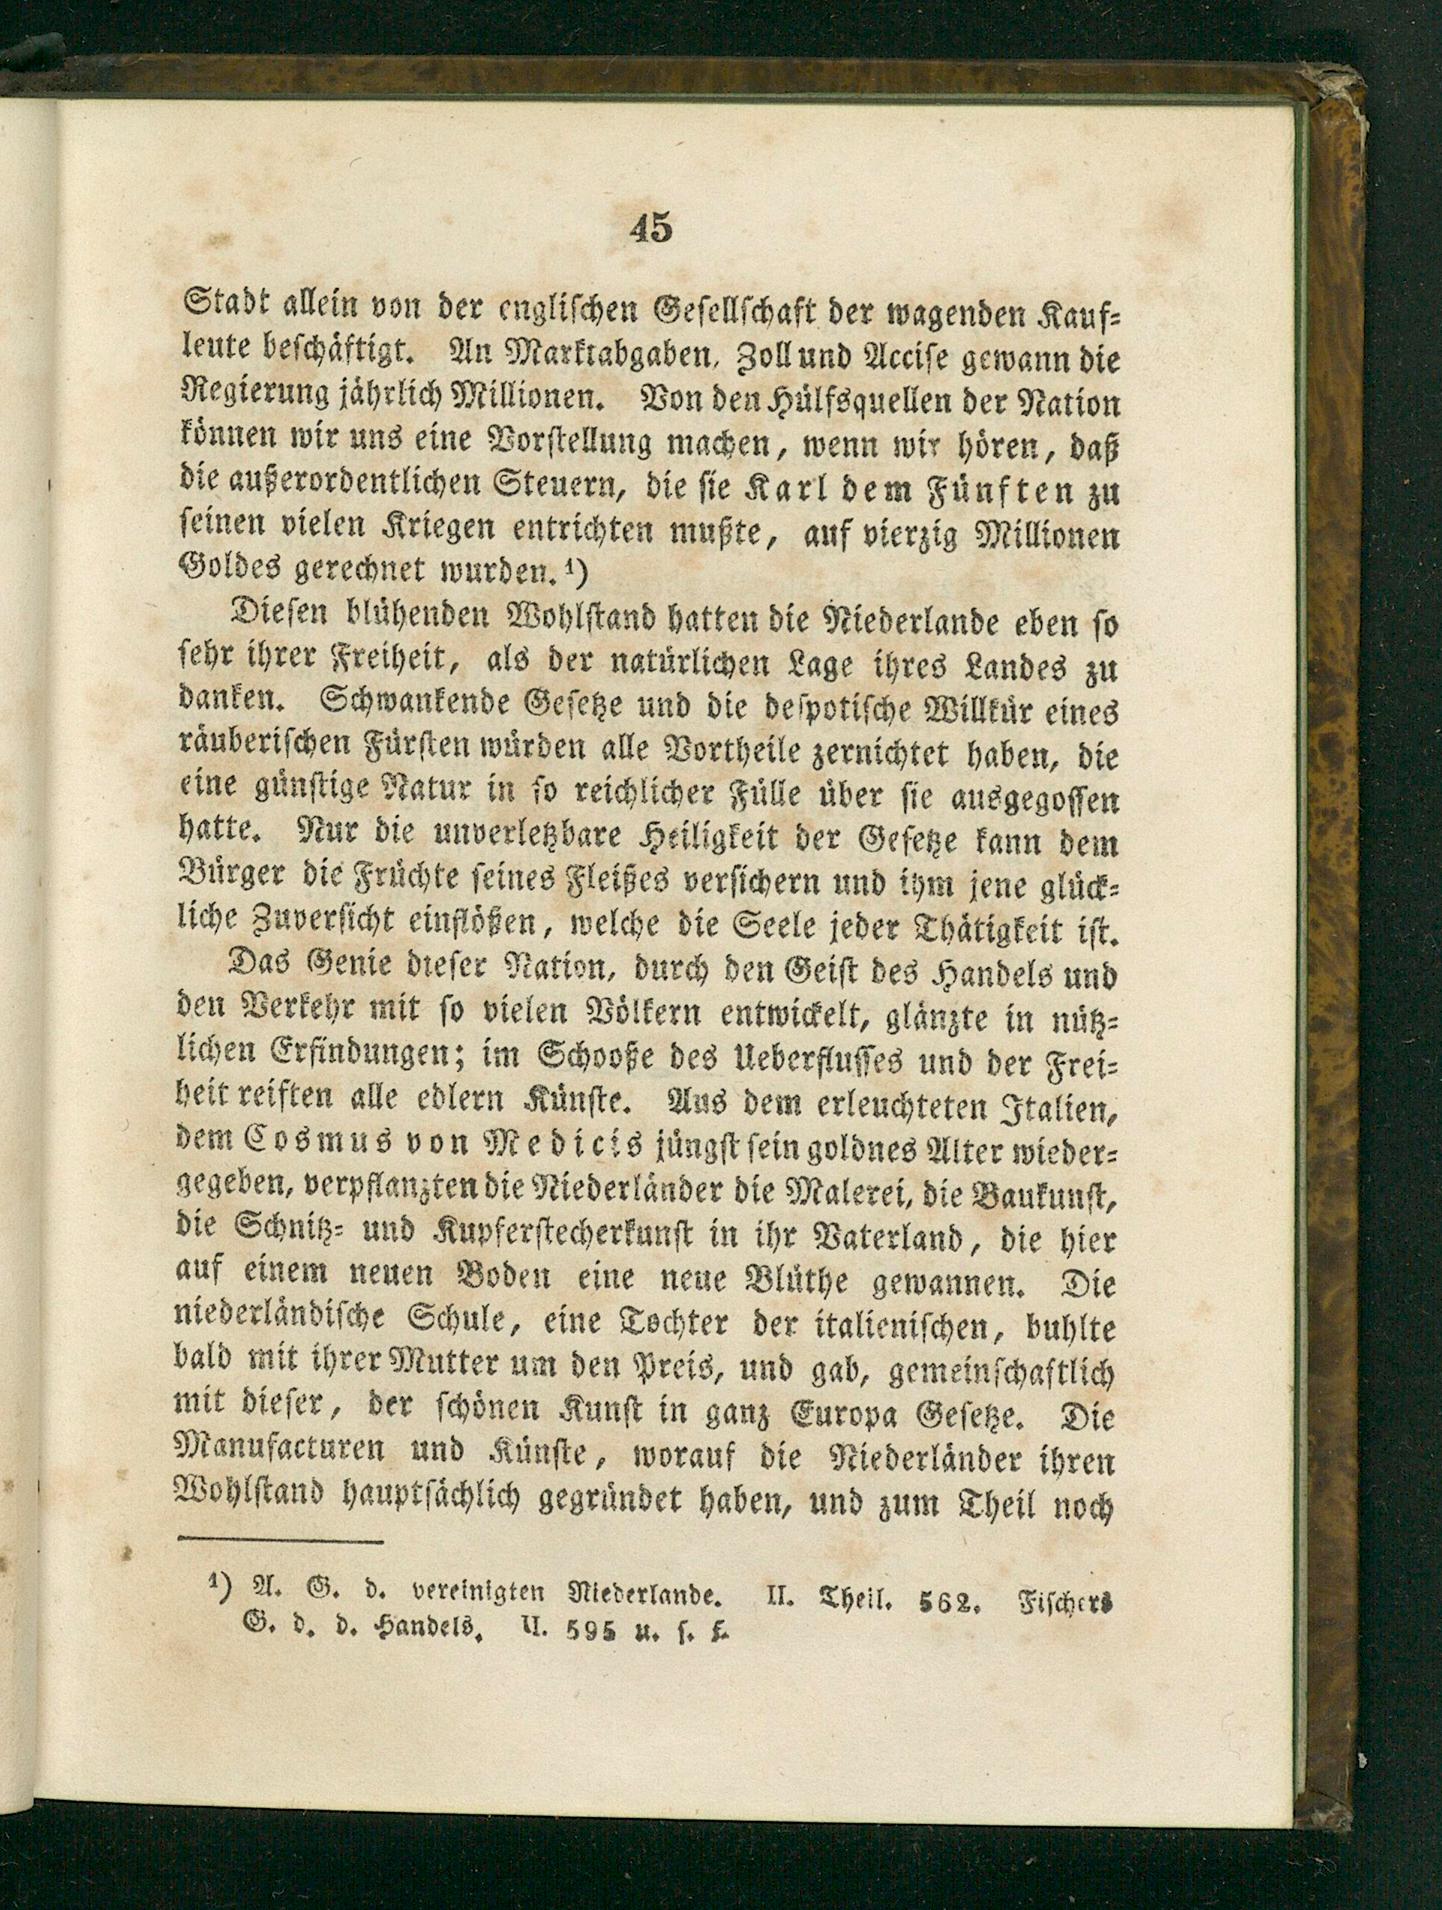 45
Stadt allein von der englischen Gesellschaft der wagenden Kauf-
leute beschäftigt. An Marktabgaben, Zoll und Accise gewann die
Regierung jährlich Millionen. Von den Hülfsquellen der Nation
können wir uns eine Vorstellung machen, wenn wir hören, daß
die außerordentlichen Steuern, die sie Karl dem Fünften zu
seinen vielen Kriegen entrichten mußte, auf vierzig Millionen
Goldes gerechnet wurden.¹)
Diesen blühenden Wohlstand hatten die Niederlande eben so
sehr ihrer Freiheit, als der natürlichen Lage ihres Landes zu
danken. Schwankende Gesetze und die despotische Willkür eines
räuberischen Fürsten würden alle Vortheile zernichtet haben, die
eine günstige Natur in so reichlicher Fülle über sie ausgegossen
hatte. Nur die unverletzbare Heiligkeit der Gesetze kann dem
Bürger die Früchte seines Fleißes versichern und ihm jene glück-
liche Zuversicht einflößen, welche die Seele jeder Thätigkeit ist.
Das Genie dieser Nation, durch den Geist des Handels und
den Verkehr mit so vielen Völkern entwickelt, glänzte in nütz-
lichen Erfindungen; im Schooße des Ueberflusses und der Frei-
heit reiften alle edlern Künste. Aus dem erleuchteten Italien,
dem Cosmus von Medicis jüngst sein goldnes Alter wieder-
gegeben, verpflanzten die Niederländer die Malerei, die Baukunst,
die Schnitz- und Kupferstecherkunst in ihr Vaterland, die hier
auf einem neuen Boden eine neue Blüthe gewannen. Die
niederländische Schule, eine Tochter der italienischen, buhlte
bald mit ihrer Mutter um den Preis, und gab, gemeinschaftlich
mit dieser, der schönen Kunst in ganz Europa Gesetze. Die
Manufacturen und Künste, worauf die Niederländer ihren
Wohlstand hauptsächlich gegründet haben, und zum Theil noch
¹) A. G. d. vereinigten Niederlande. II. Theil. 562. Fischers
G. d. d. Handels. II. 595 u. s. f.